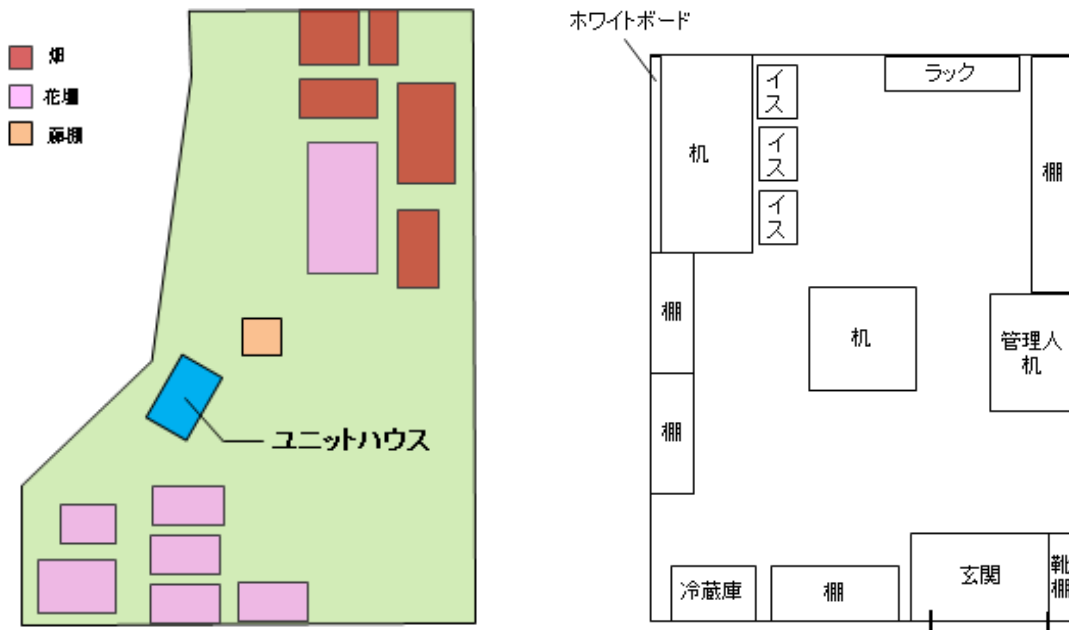 畑
花壇
藤棚
ユニットハウス
ホワイトボード
机
イス
イス
イス
ラック
棚
棚
棚
机
管理人
机
冷蔵庫
棚
玄関
靴
棚